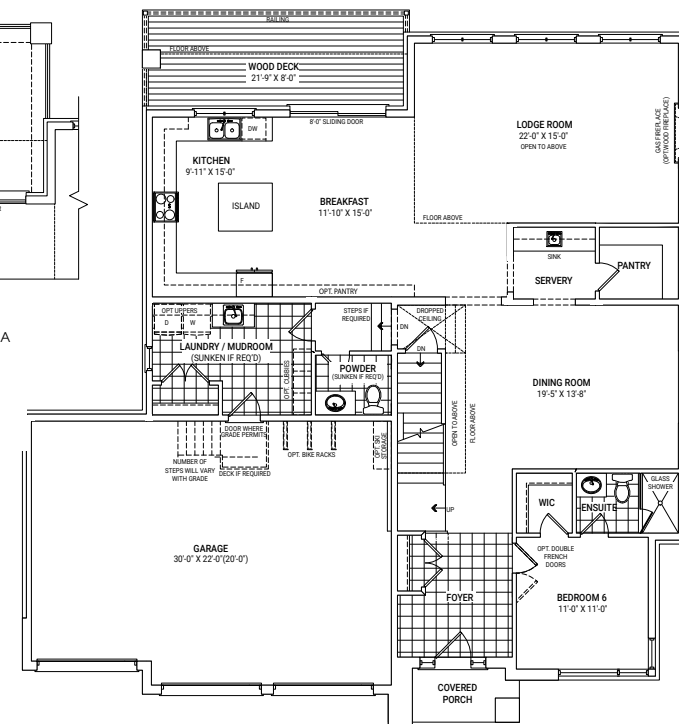 RAILING
FLOOR ABOVE
WOOD DECK
21'-9" X 8'-0"
8'-0" SLIDING DOOR
DW
LODGE ROOM
22'-0" X 15'-0"
OPEN TO ABOVE
GAS FIREPLACE
(OPT.WOOD FIREPLACE)
KITCHEN
9'-11" X 15'-0"
ISLAND
BREAKFAST
11'-10" X 15'-0"
FLOOR ABOVE
SINK
SERVERY
PANTRY
F
OPT. PANTRY
A
OPT UPPERS
D
W
LAUNDRY / MUDROOM
(SUNKEN IF REQ'D)
OPT CUBBIES
STEPS IF
REQUIRED
DN
DROPPED
CEILING
DN
POWDER
(SUNKEN IF REQ'D)
OPEN TO ABOVE
FLOOR ABOVE
DINING ROOM
19'-5" X 13'-8"
DOOR WHERE
GRADE PERMITS
NUMBER OF
STEPS WILL VARY
WITH GRADE
DECK IF REQUIRED
OPT. BIKE RACKS
STORAGE
UP
WIC
ENSUITE
GLASS
SHOWER
GARAGE
30'-0" X 22'-0"(20'-0")
OPT. DOUBLE
FRENCH
DOORS
FOYER
BEDROOM 6
11'-0" X 11'-0"
COVERED
PORCH